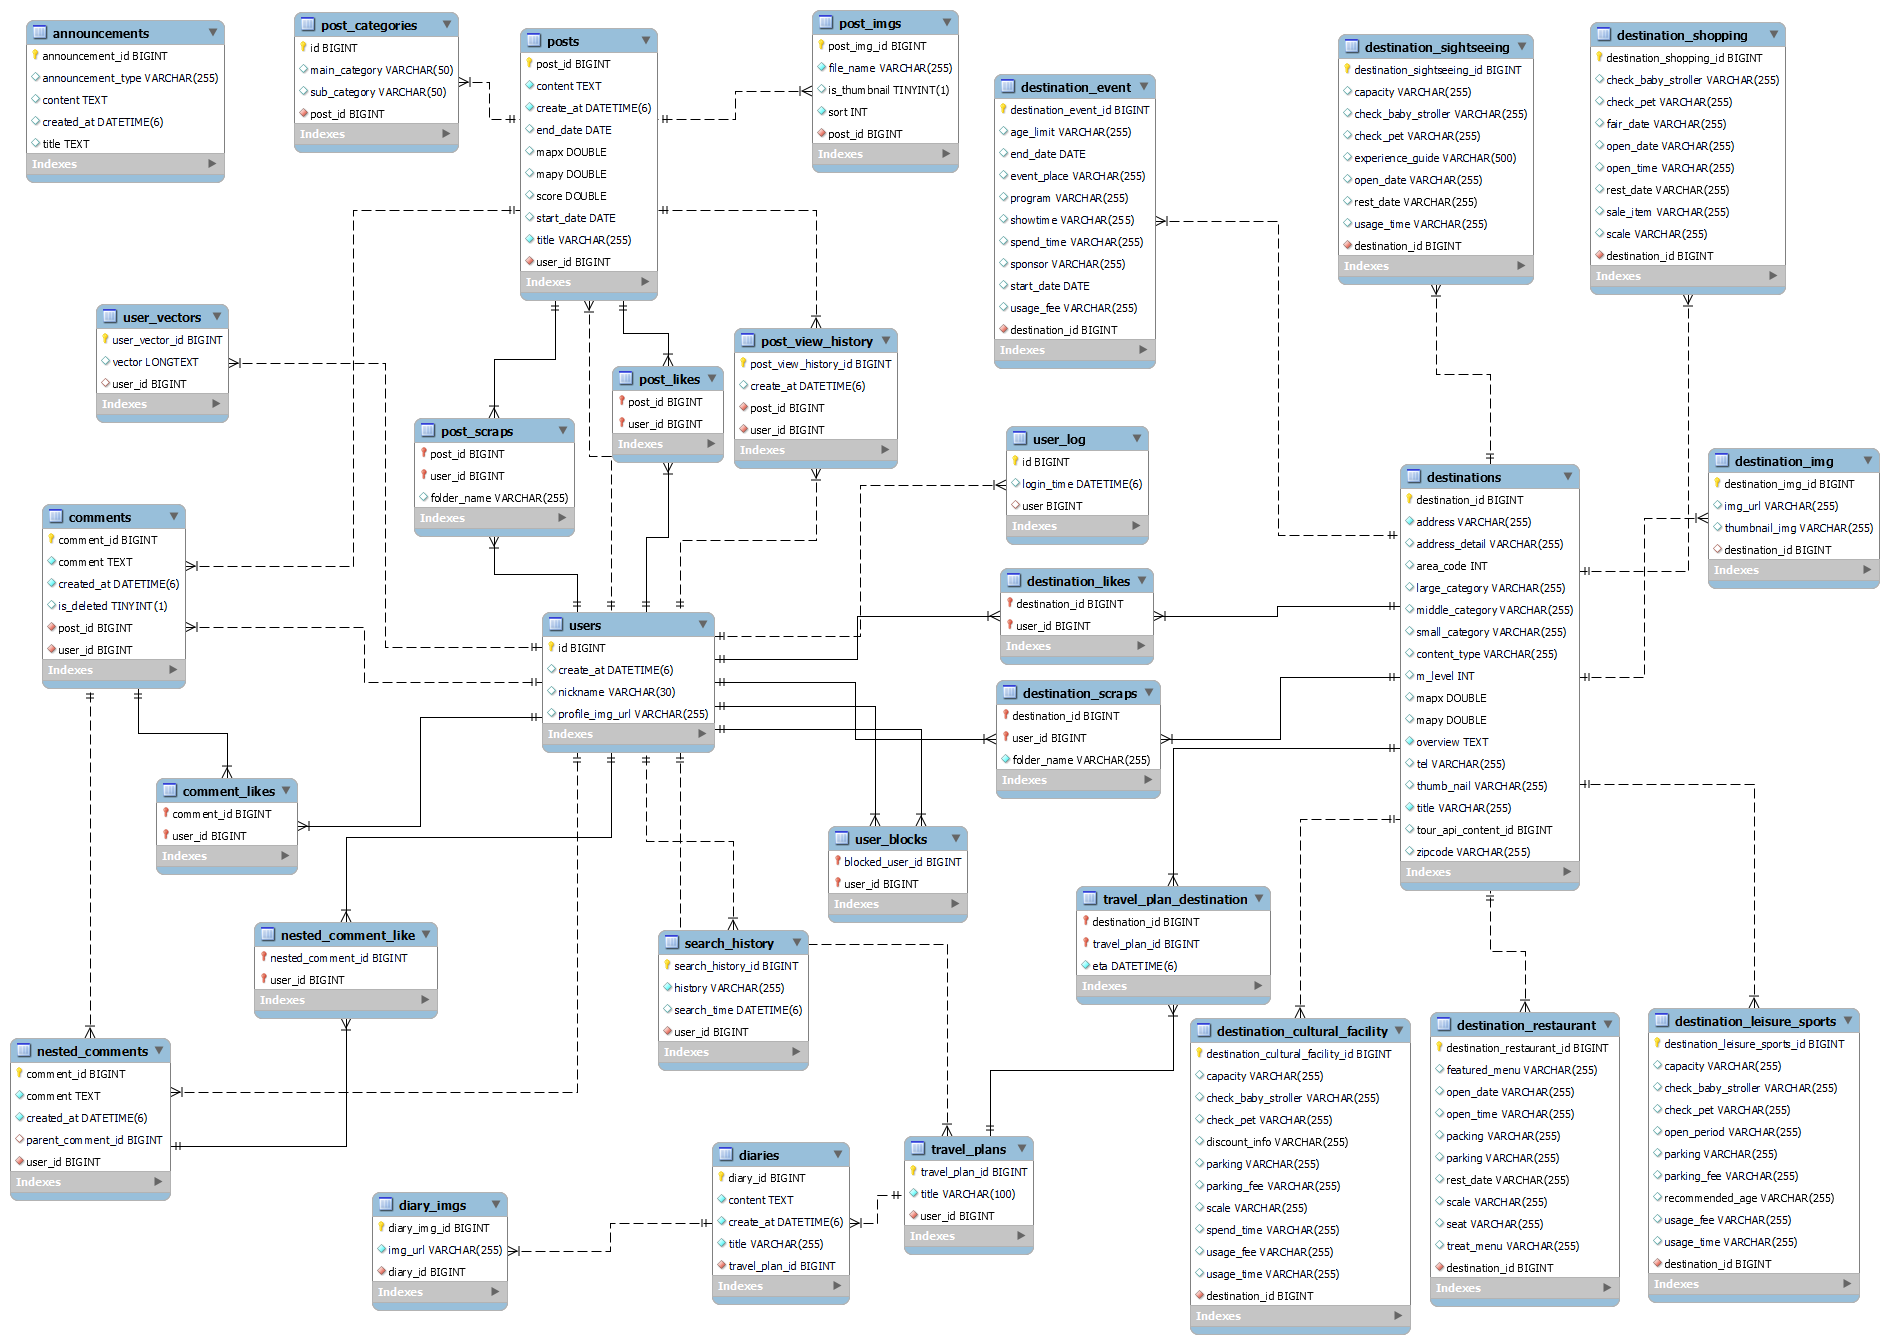 announcements
announcement_id BIGINT
announcement_type VARCHAR(255)
content TEXT
created_at DATETIME(6)
title TEXT
Indexes
post_categories
id BIGINT
main_category VARCHAR(50)
sub_category VARCHAR(50)
post_id BIGINT
Indexes
posts
post_id BIGINT
content TEXT
create_at DATETIME(6)
end_date DATE
mapx DOUBLE
mapy DOUBLE
score DOUBLE
start_date DATE
title VARCHAR(255)
user_id BIGINT
Indexes
post_imgs
post_img_id BIGINT
file_name VARCHAR(255)
is_thumbnail TINYINT(1)
sort INT
post_id BIGINT
Indexes
destination_event
destination_event_id BIGINT
age_limit VARCHAR(255)
end_date DATE
event_place VARCHAR(255)
program VARCHAR(255)
showtime VARCHAR(255)
spend_time VARCHAR(255)
sponsor VARCHAR(255)
start_date DATE
usage_fee VARCHAR(255)
destination_id BIGINT
Indexes
destination_sightseeing
destination_sightseeing_id BIGINT
capacity VARCHAR(255)
check_baby_stroller VARCHAR(255)
check_pet VARCHAR(255)
experience_guide VARCHAR(500)
open_date VARCHAR(255)
rest_date VARCHAR(255)
usage_time VARCHAR(255)
destination_id BIGINT
Indexes
destination_shopping
destination_shopping_id BIGINT
check_baby_stroller VARCHAR(255)
check_pet VARCHAR(255)
fair_date VARCHAR(255)
open_date VARCHAR(255)
open_time VARCHAR(255)
rest_date VARCHAR(255)
sale_item VARCHAR(255)
scale VARCHAR(255)
destination_id BIGINT
Indexes
user_vectors
user_vector_id BIGINT
vector LONGTEXT
user_id BIGINT
Indexes
post_scraps
post_id BIGINT
user_id BIGINT
folder_name VARCHAR(255)
Indexes
post_likes
post_id BIGINT
user_id BIGINT
Indexes
post_view_history
post_view_history_id BIGINT
create_at DATETIME(6)
post_id BIGINT
user_id BIGINT
Indexes
user_log
id BIGINT
login_time DATETIME(6)
user BIGINT
Indexes
destinations
destination_id BIGINT
address VARCHAR(255)
address_detail VARCHAR(255)
area_code INT
large_category VARCHAR(255)
middle_category VARCHAR(255)
small_category VARCHAR(255)
content_type VARCHAR(255)
m_level INT
mapx DOUBLE
mapy DOUBLE
overview TEXT
tel VARCHAR(255)
thumb_nail VARCHAR(255)
title VARCHAR(255)
tour_api_content_id BIGINT
zipcode VARCHAR(255)
Indexes
destination_img
destination_img_id BIGINT
img_url VARCHAR(255)
thumbnail_img VARCHAR(255)
destination_id BIGINT
Indexes
comments
comment_id BIGINT
comment TEXT
created_at DATETIME(6)
is_deleted TINYINT(1)
post_id BIGINT
user_id BIGINT
Indexes
users
id BIGINT
create_at DATETIME(6)
nickname VARCHAR(30)
profile_img_url VARCHAR(255)
Indexes
destination_likes
destination_id BIGINT
user_id BIGINT
Indexes
destination_scraps
destination_id BIGINT
user_id BIGINT
folder_name VARCHAR(255)
Indexes
comment_likes
comment_id BIGINT
user_id BIGINT
Indexes
user_blocks
blocked_user_id BIGINT
user_id BIGINT
Indexes
nested_comment_like
nested_comment_id BIGINT
user_id BIGINT
Indexes
search_history
search_history_id BIGINT
history VARCHAR(255)
search_time DATETIME(6)
user_id BIGINT
Indexes
travel_plan_destination
destination_id BIGINT
travel_plan_id BIGINT
eta DATETIME(6)
Indexes
nested_comments
comment_id BIGINT
comment TEXT
created_at DATETIME(6)
parent_comment_id BIGINT
user_id BIGINT
Indexes
diary_imgs
diary_img_id BIGINT
img_url VARCHAR(255)
diary_id BIGINT
Indexes
diaries
diary_id BIGINT
content TEXT
create_at DATETIME(6)
title VARCHAR(255)
travel_plan_id BIGINT
Indexes
travel_plans
travel_plan_id BIGINT
title VARCHAR(100)
user_id BIGINT
Indexes
destination_cultural_facility
destination_cultural_facility_id BIGINT
capacity VARCHAR(255)
check_baby_stroller VARCHAR(255)
check_pet VARCHAR(255)
discount_info VARCHAR(255)
parking VARCHAR(255)
parking_fee VARCHAR(255)
scale VARCHAR(255)
spend_time VARCHAR(255)
usage_fee VARCHAR(255)
usage_time VARCHAR(255)
destination_id BIGINT
Indexes
destination_restaurant
destination_restaurant_id BIGINT
featured_menu VARCHAR(255)
open_date VARCHAR(255)
open_time VARCHAR(255)
packing VARCHAR(255)
parking VARCHAR(255)
rest_date VARCHAR(255)
scale VARCHAR(255)
seat VARCHAR(255)
treat_menu VARCHAR(255)
destination_id BIGINT
Indexes
destination_leisure_sports
destination_leisure_sports_id BIGINT
capacity VARCHAR(255)
check_baby_stroller VARCHAR(255)
check_pet VARCHAR(255)
open_period VARCHAR(255)
parking VARCHAR(255)
parking_fee VARCHAR(255)
recommended_age VARCHAR(255)
usage_fee VARCHAR(255)
usage_time VARCHAR(255)
destination_id BIGINT
Indexes